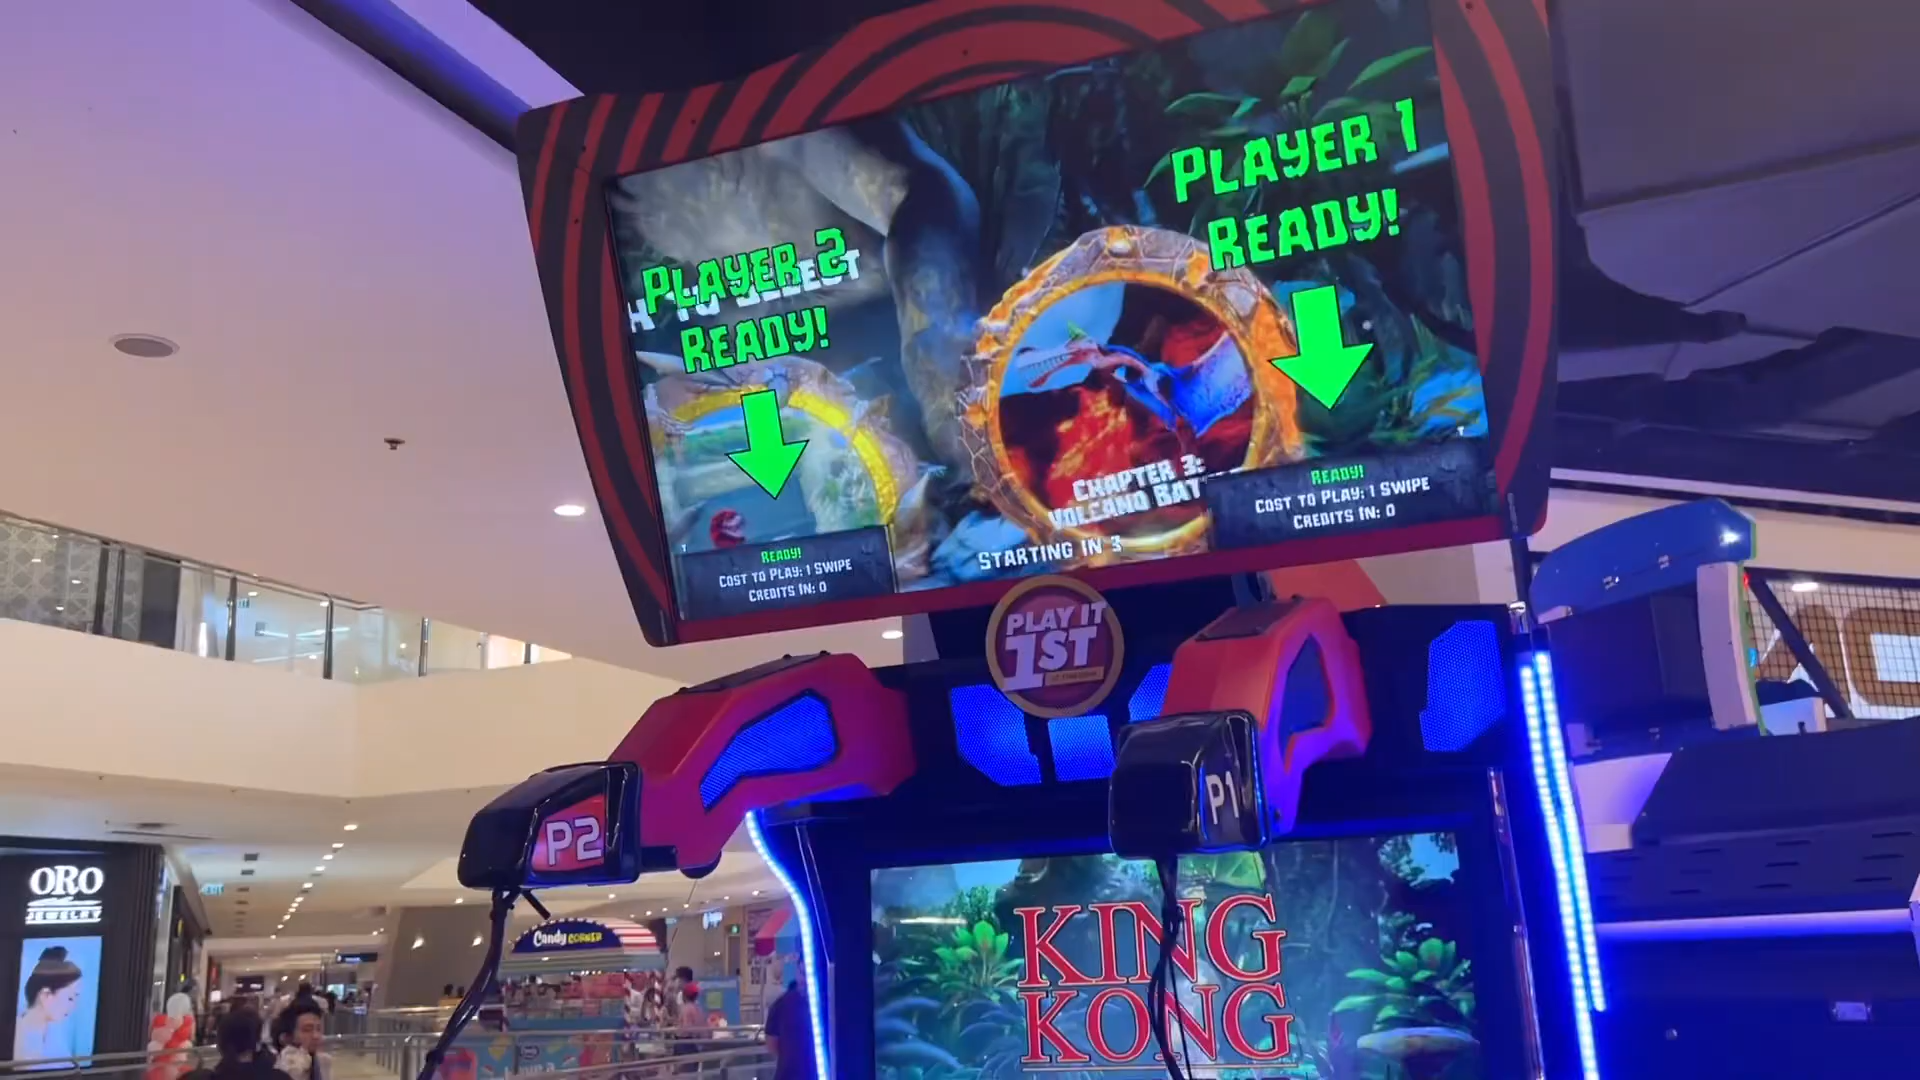 PLAYER 1
READY!
PLAYER 2
READY!
CHAPTER 3:
VOLCANO
STARTING IN 3
READY!
COST TO PLAY: 1 SWIPE
CREDITS IN: 0
READY!
COST TO PLAY: 1 SWIPE
CREDITS IN: 0
PLAY IT
1ST
P2
P1
KING
KONG
ORO
JEWELRY
Candy CORNER